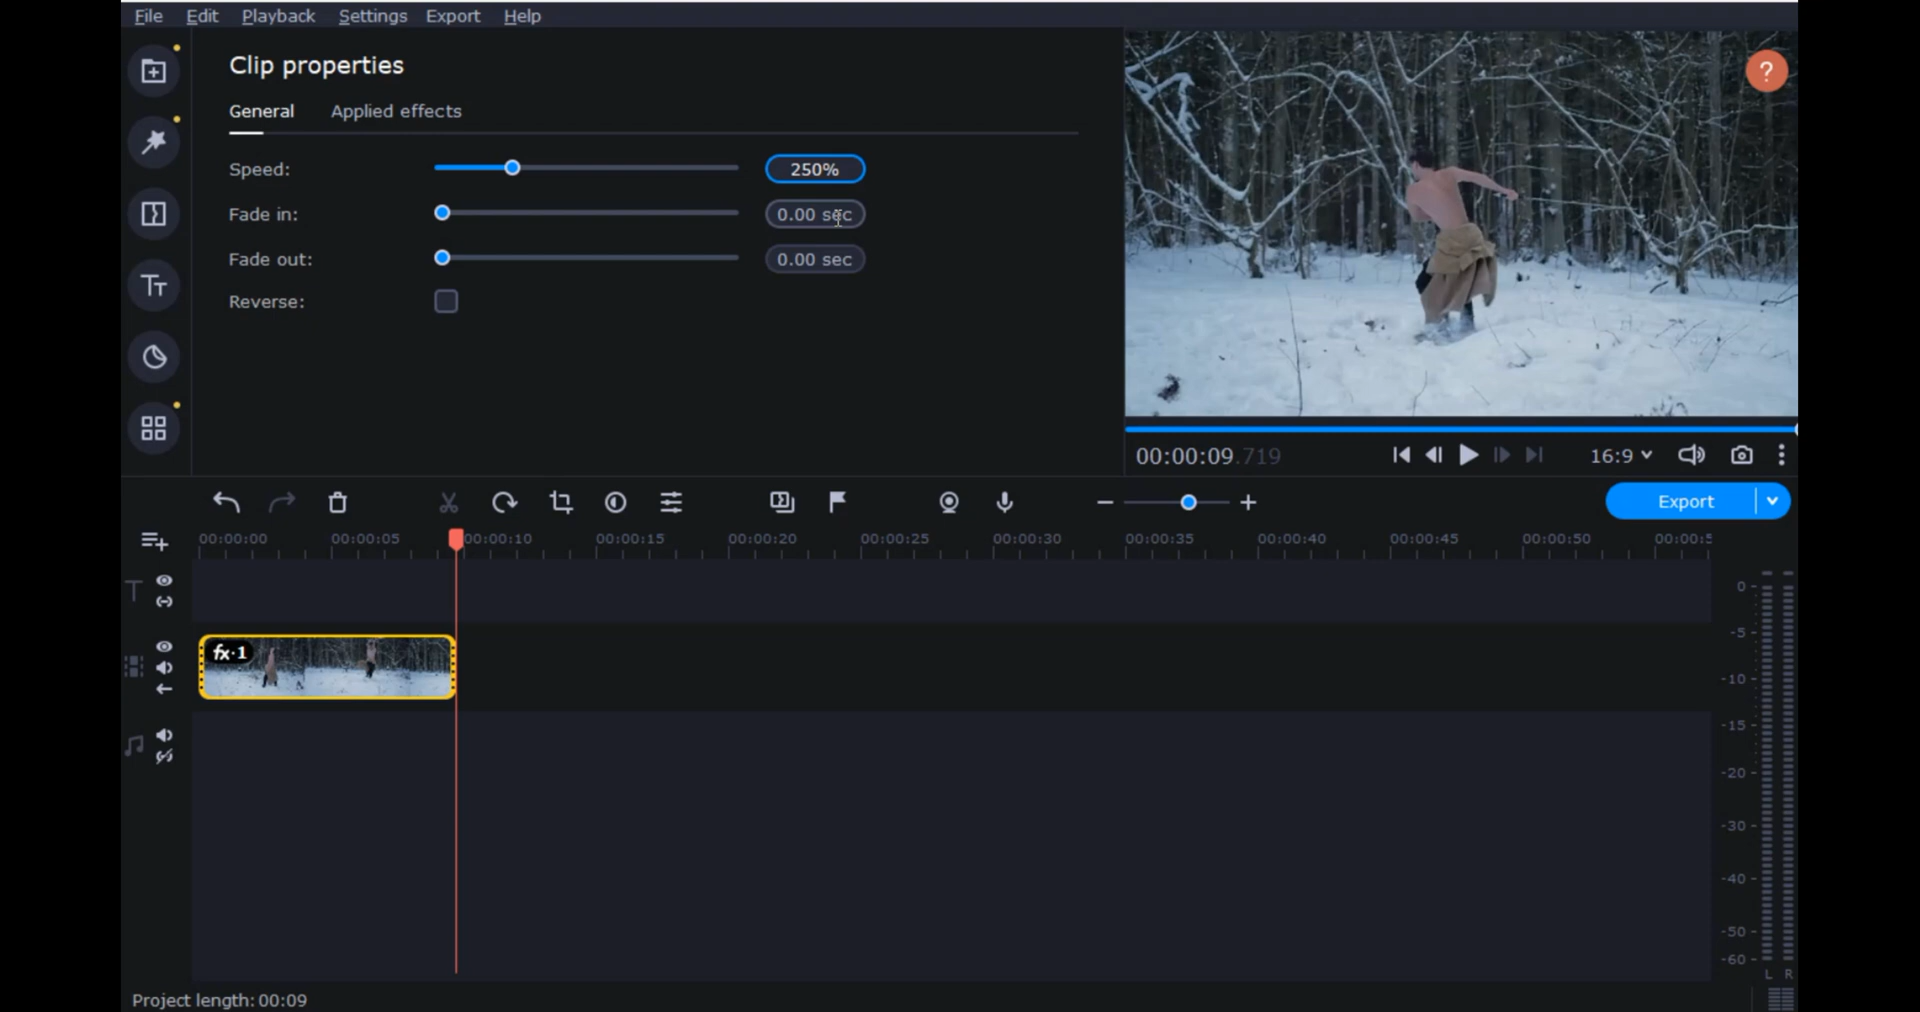 File Edit Playback Settings Export Help
Clip properties
General Applied effects
Speed: 250%
Fade in: 0.00 sec
Fade out: 0.00 sec
Reverse:
?
00:00:09.719
16:9
Export
00:00:00 00:00:05 00:00:10 00:00:15 00:00:20 00:00:25 00:00:30 00:00:35 00:00:40 00:00:45 00:00:50 00:00:5
fx·1
0
-5
-10
-15
-20
-30
-40
-50
-60
L R
Project length: 00:09